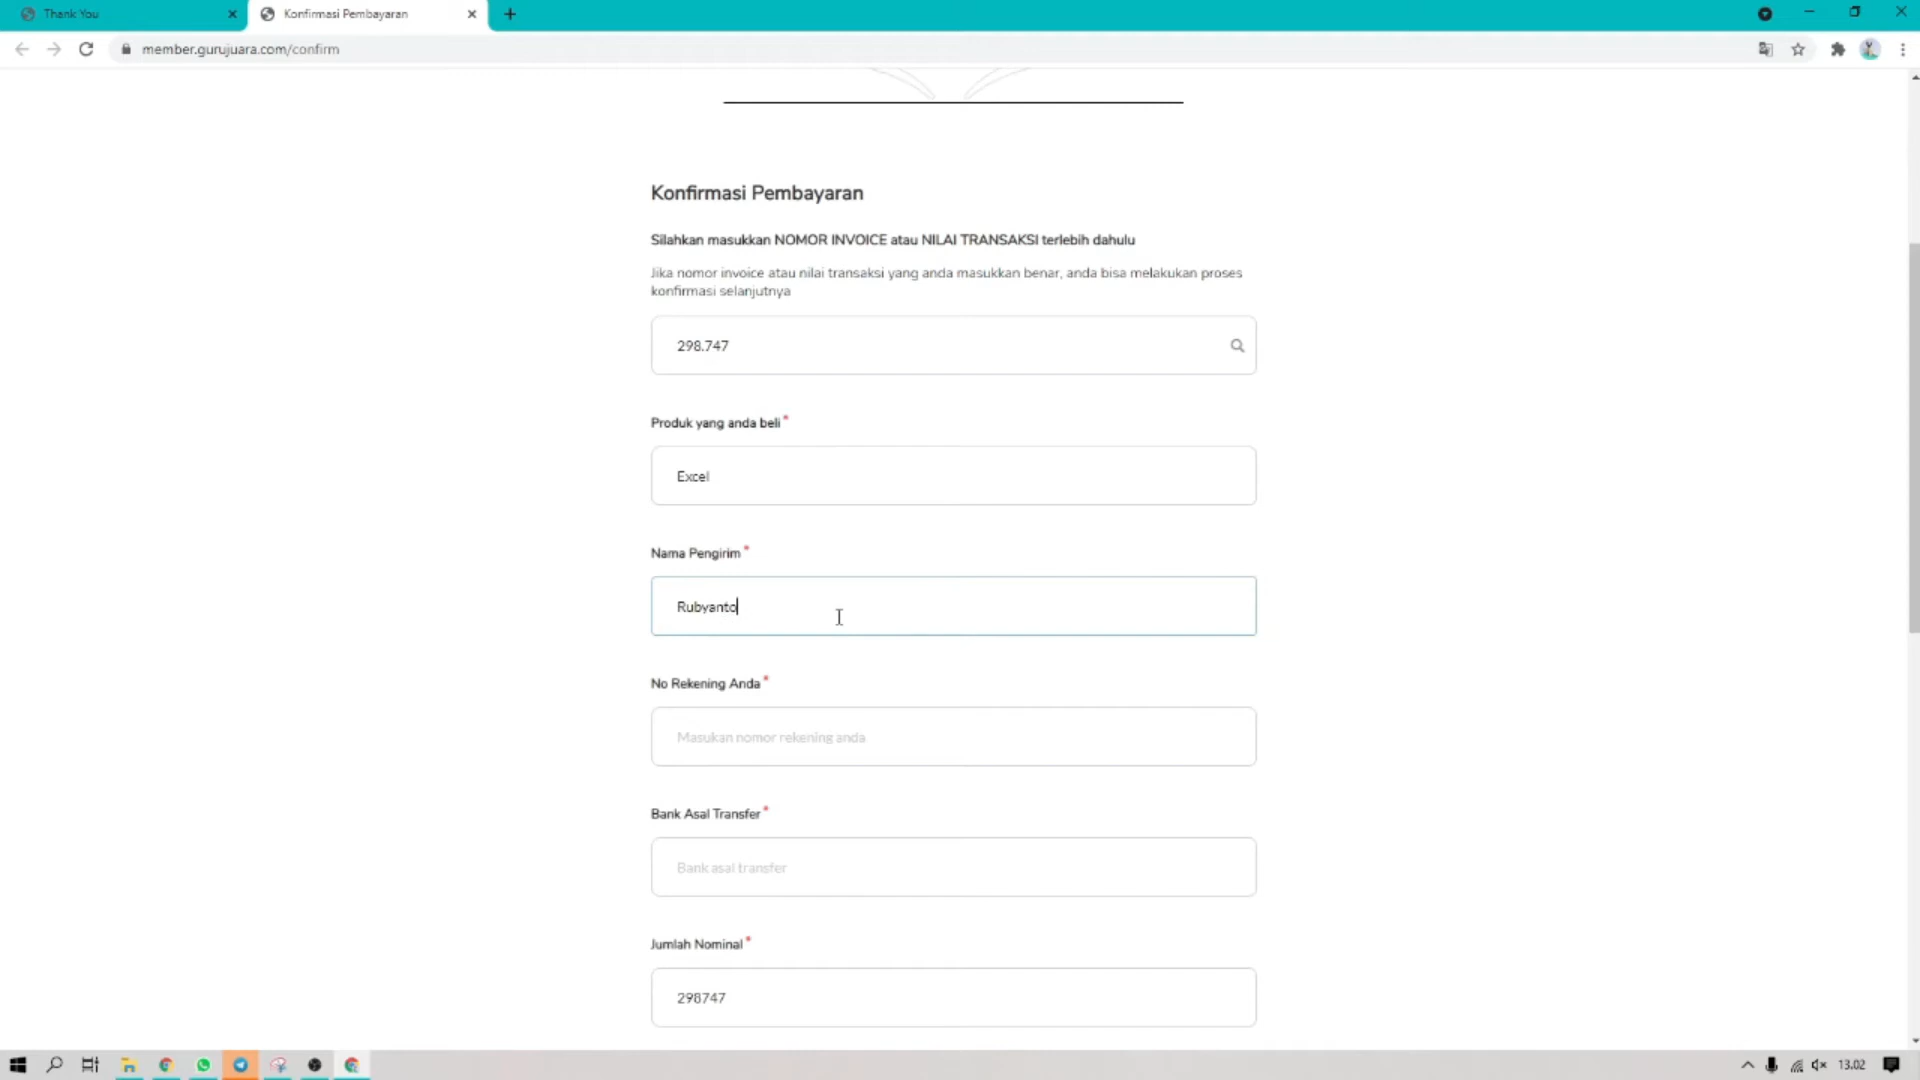 Thank You
Konfirmasi Pembayaran
member.gurujuara.com/confirm
Konfirmasi Pembayaran
Silahkan masukkan NOMOR INVOICE atau NILAI TRANSAKSI terlebih dahulu
Jika nomor invoice atau nilai transaksi yang anda masukkan benar, anda bisa melakukan proses
konfirmasi selanjutnya
298.747
Produk yang anda beli *
Excel
Nama Pengirim *
Rubyanto
No Rekening Anda *
Masukan nomor rekening anda
Bank Asal Transfer *
Bank asal transfer
Jumlah Nominal *
298747
13.02